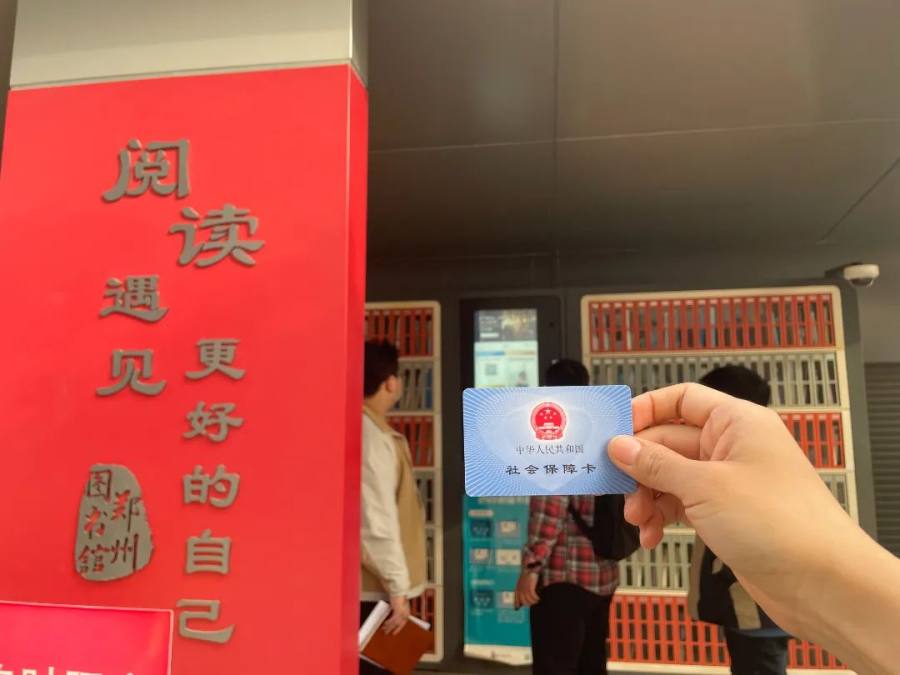 阅读
遇见
更好的自己
郑州
图书馆
中华人民共和国
社会保障卡